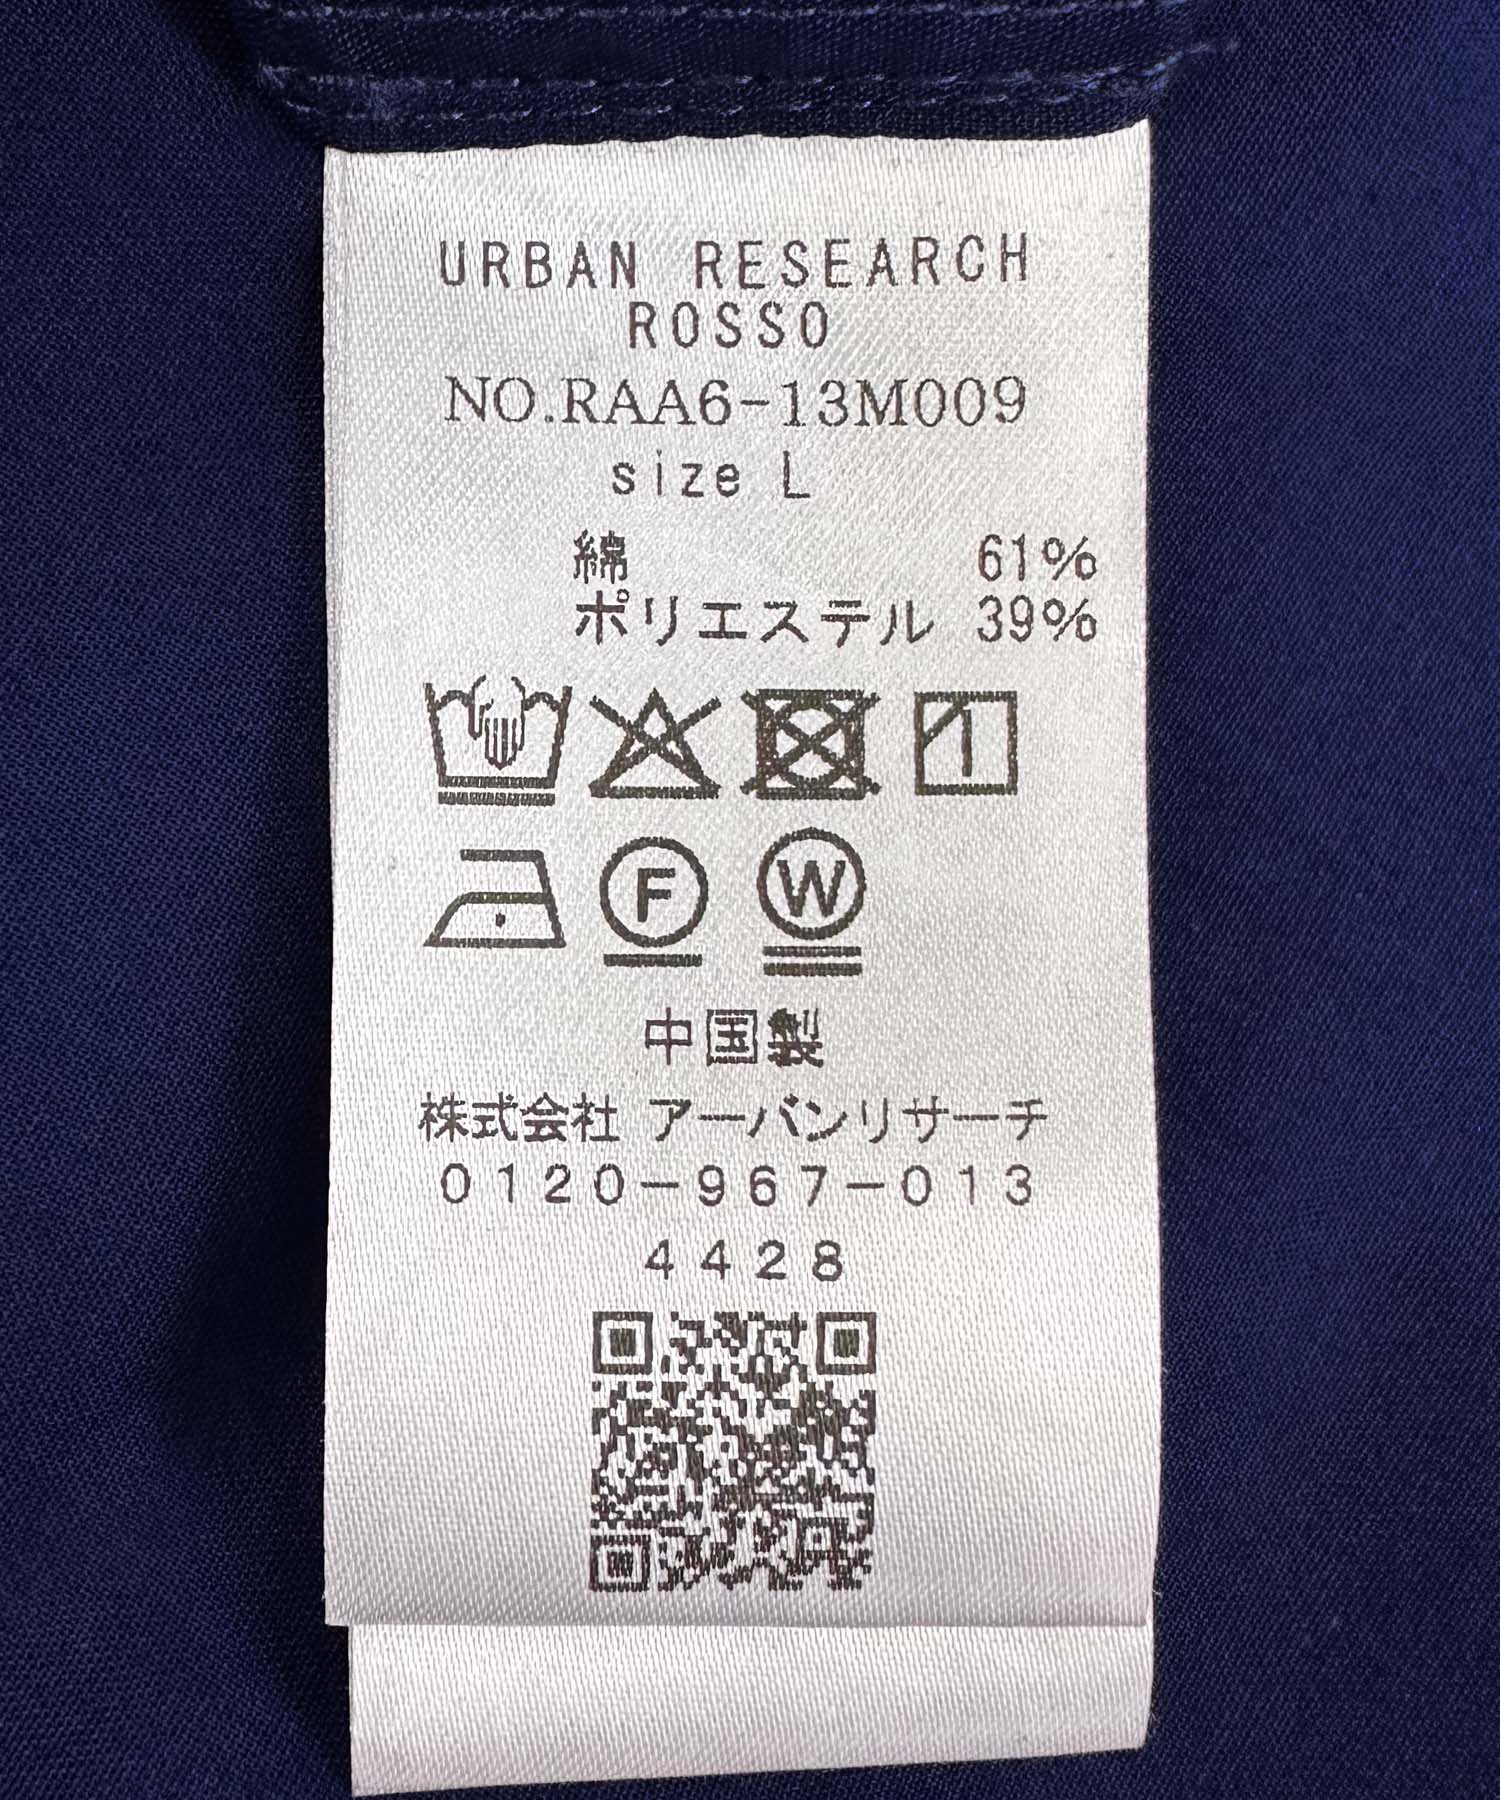 URBAN RESEARCH
ROSSO
NO.RAA6-13M009
size L
綿 61%
ポリエステル 39%
F W
中国製
株式会社 アーバンリサーチ
0120-967-013
4428